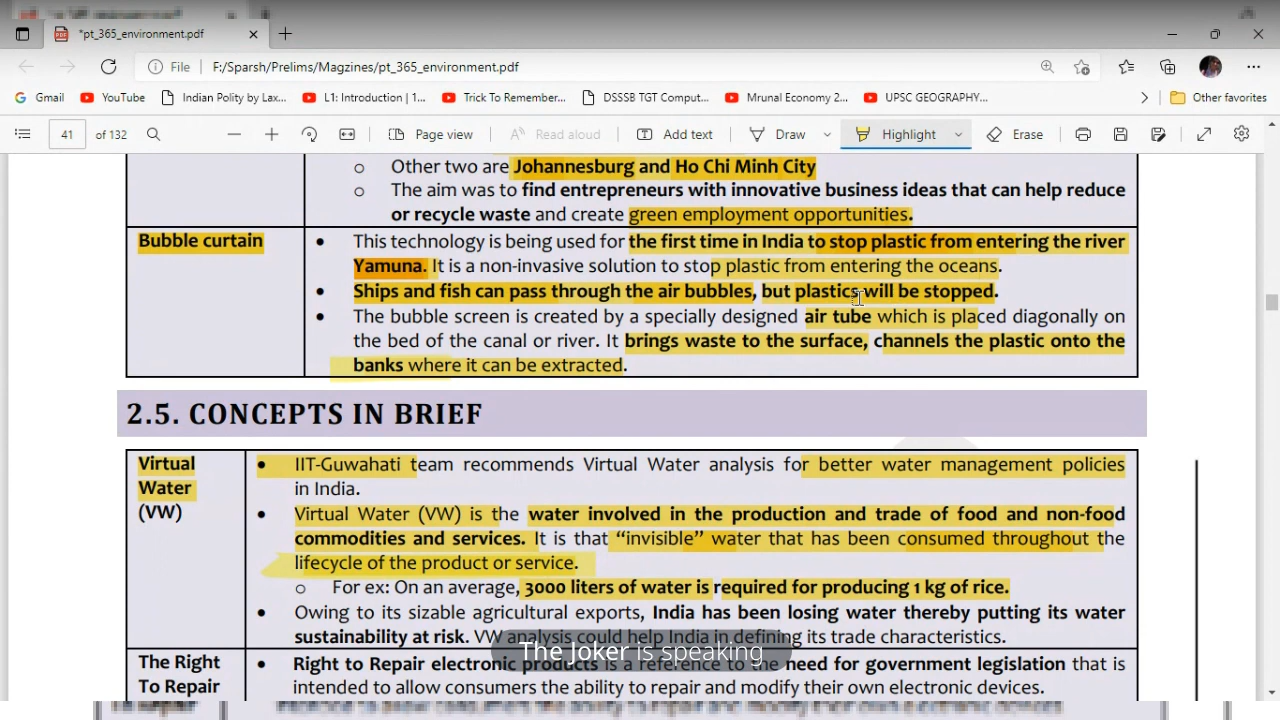 *pt_365_environment.pdf
File F:/Sparsh/Prelims/Magzines/pt_365_environment.pdf
Gmail YouTube Indian Polity by Lax... L1: Introduction | 1... Trick To Remember... DSSSB TGT Comput... Mrunal Economy 2... UPSC GEOGRAPHY... Other favorites
41 of 132 Page view Read aloud Add text Draw Highlight Erase
o Other two are Johannesburg and Ho Chi Minh City
o The aim was to find entrepreneurs with innovative business ideas that can help reduce
or recycle waste and create green employment opportunities.
Bubble curtain
• This technology is being used for the first time in India to stop plastic from entering the river
Yamuna. It is a non-invasive solution to stop plastic from entering the oceans.
• Ships and fish can pass through the air bubbles, but plastics will be stopped.
• The bubble screen is created by a specially designed air tube which is placed diagonally on
the bed of the canal or river. It brings waste to the surface, channels the plastic onto the
banks where it can be extracted.
2.5. CONCEPTS IN BRIEF
Virtual
Water
(VW)
• IIT-Guwahati team recommends Virtual Water analysis for better water management policies
in India.
• Virtual Water (VW) is the water involved in the production and trade of food and non-food
commodities and services. It is that “invisible” water that has been consumed throughout the
lifecycle of the product or service.
o For ex: On an average, 3000 liters of water is required for producing 1 kg of rice.
• Owing to its sizable agricultural exports, India has been losing water thereby putting its water
sustainability at risk. VW analysis could help India in defining its trade characteristics.
The Joker is speaking
The Right
To Repair
• Right to Repair electronic products is a reference to the need for government legislation that is
intended to allow consumers the ability to repair and modify their own electronic devices.